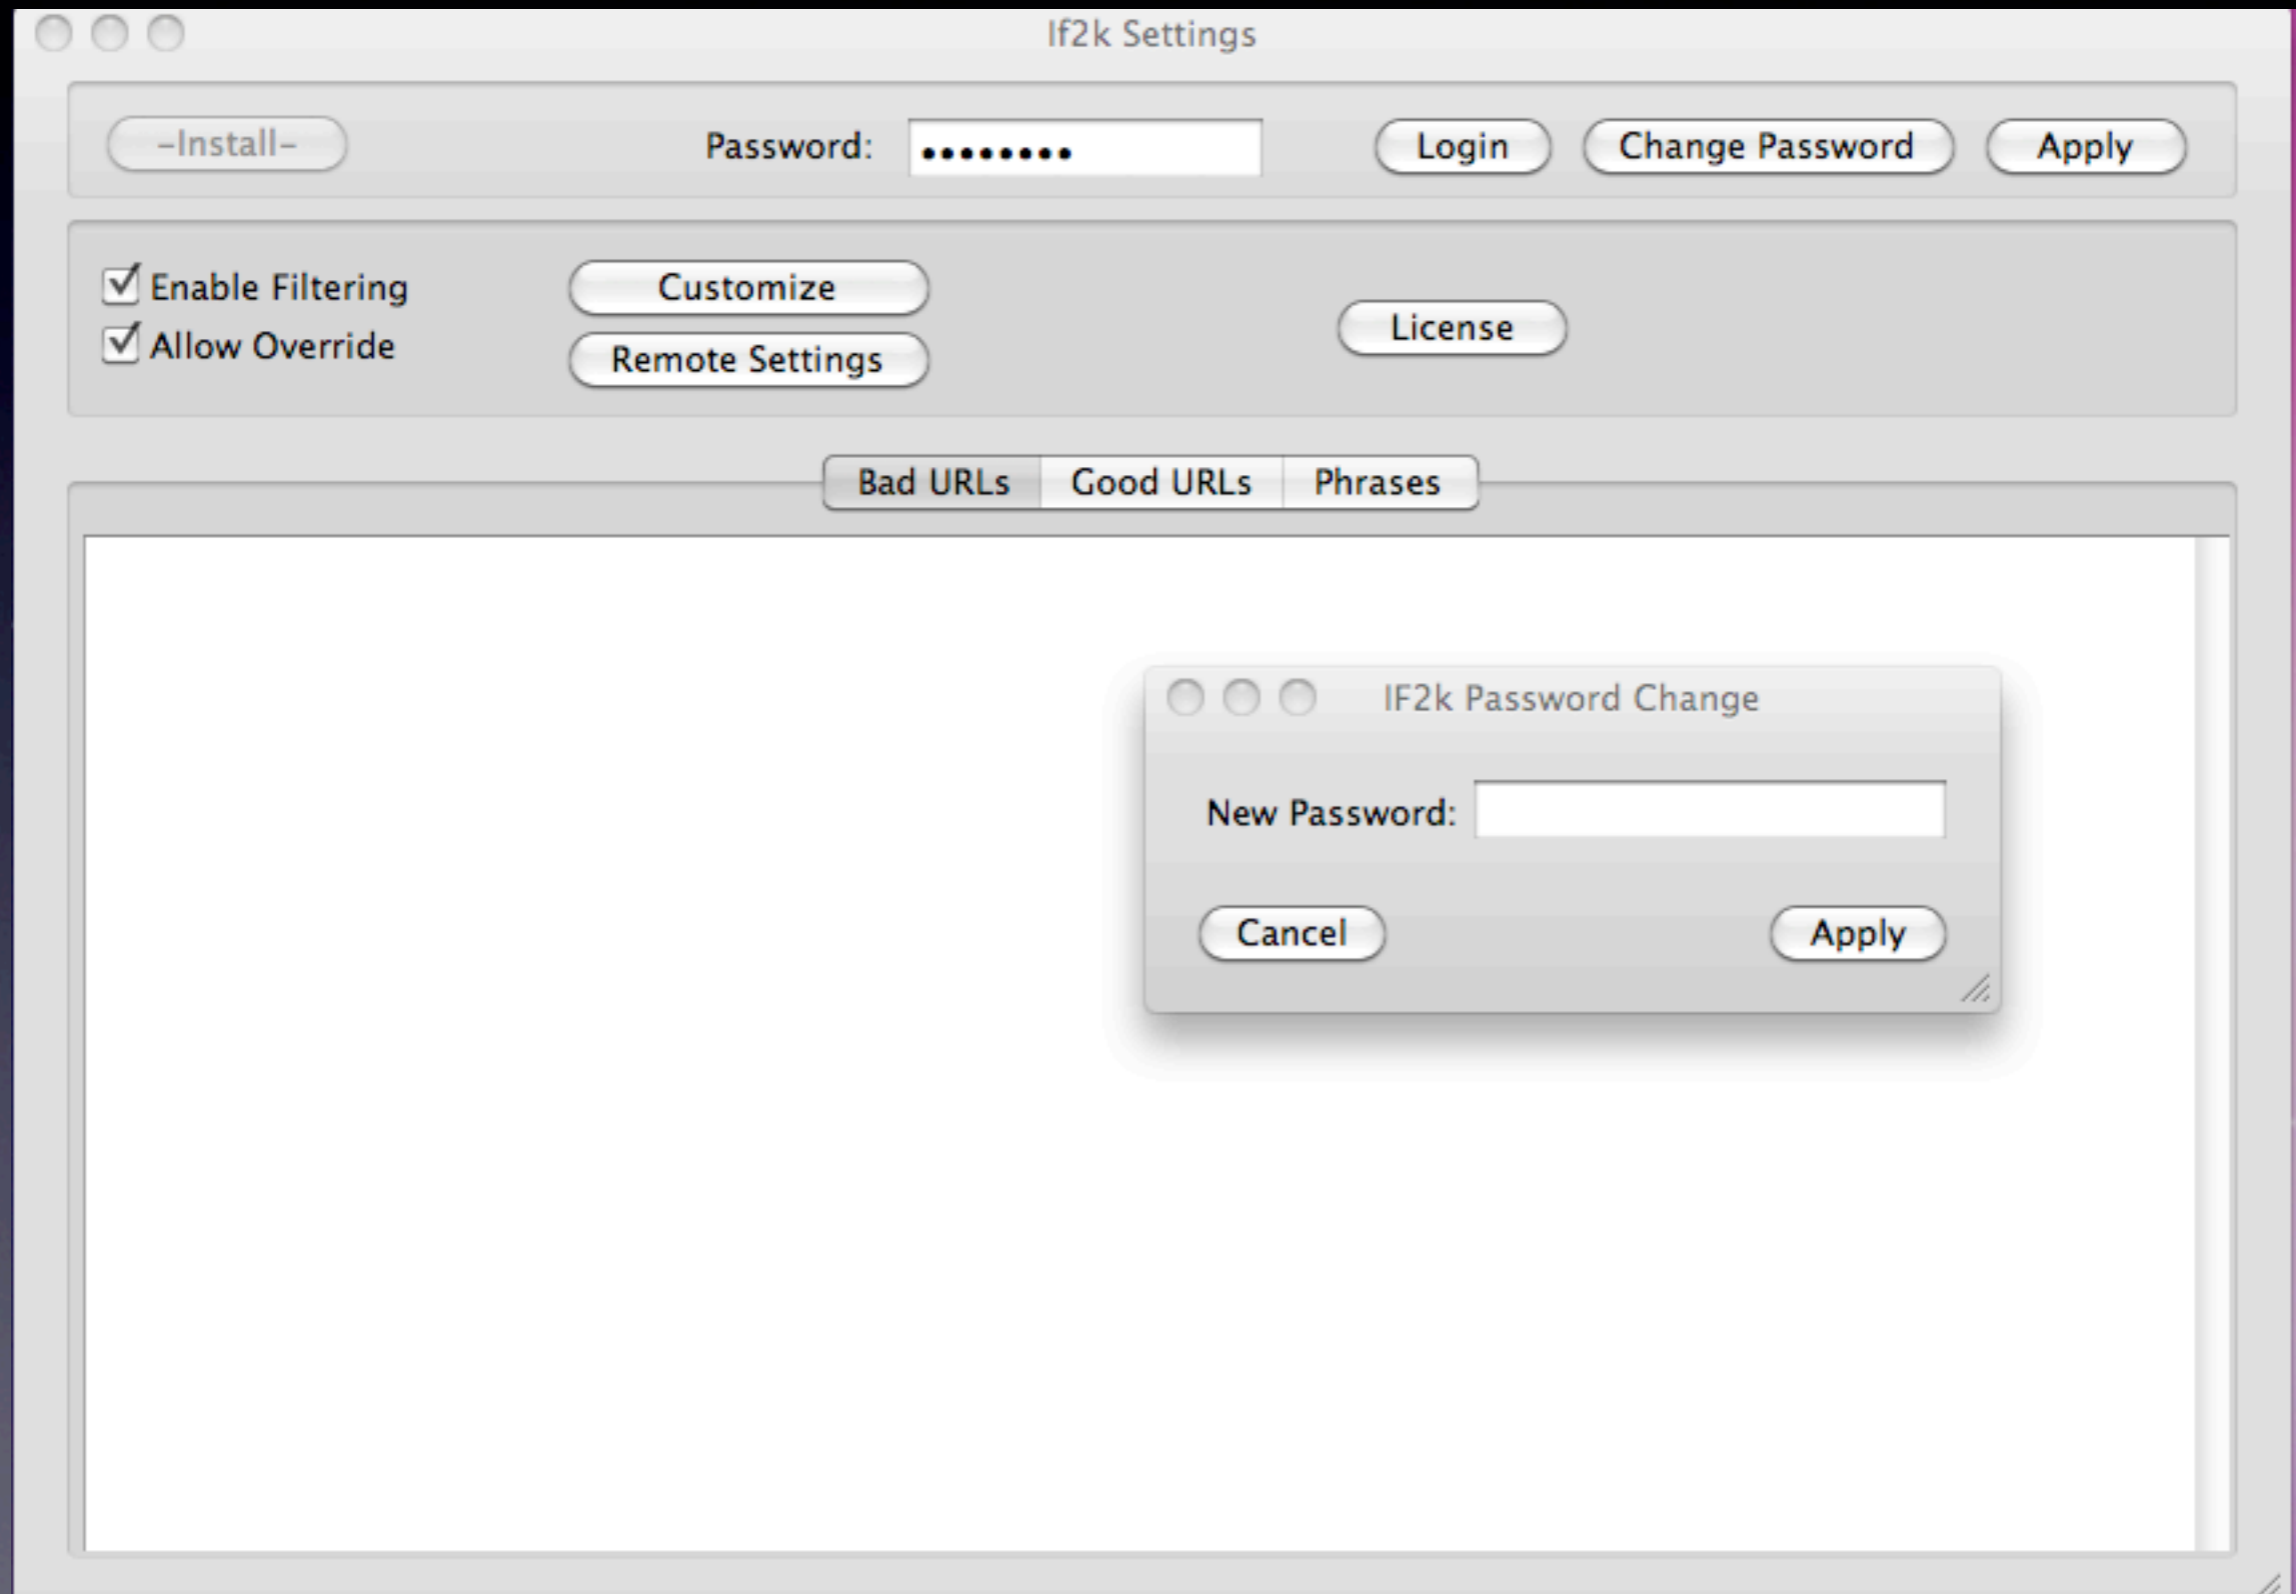 If2k Settings
-Install- Password: •••••••• Login Change Password Apply
Enable Filtering Customize
License
Allow Override Remote Settings
Bad URLs Good URLs Phrases
IF2k Password Change
New Password:
Cancel Apply